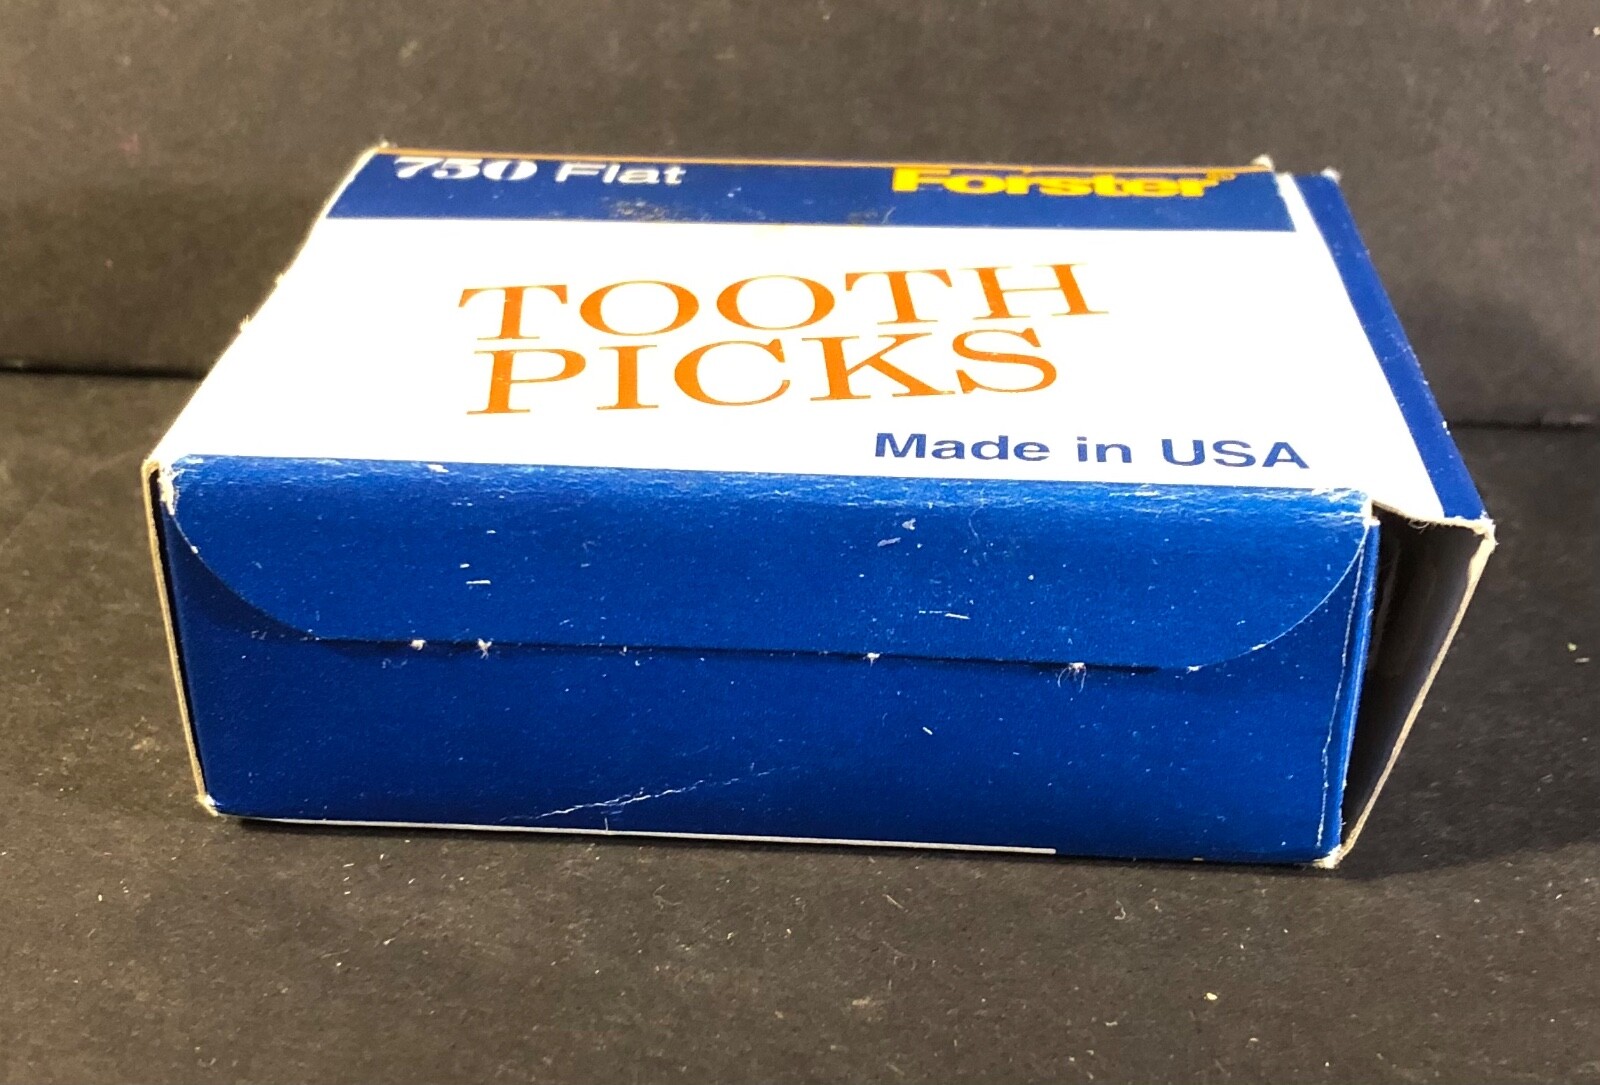 750 Flat Forster®
TOOTH
PICKS
Made in USA